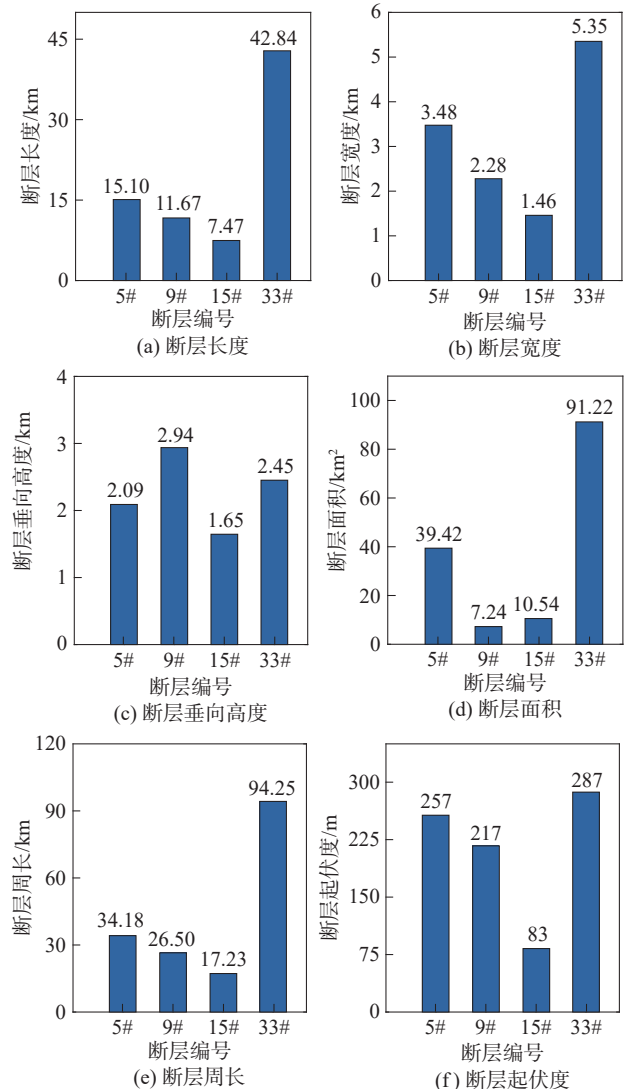 断层长度/km
45
30
15
0
42.84
15.10
11.67
7.47
5# 9# 15# 33#
断层编号
(a) 断层长度
断层宽度/km
6
5
4
3
2
1
0
5.35
3.48
2.28
1.46
5# 9# 15# 33#
断层编号
(b) 断层宽度
断层垂向高度/km
4
3
2
1
0
2.09
2.94
1.65
2.45
5# 9# 15# 33#
断层编号
(c) 断层垂向高度
断层面积/km²
100
80
60
40
20
0
91.22
39.42
7.24
10.54
5# 9# 15# 33#
断层编号
(d) 断层面积
断层周长/km
120
90
60
30
0
94.25
34.18
26.50
17.23
5# 9# 15# 33#
断层编号
(e) 断层周长
断层起伏度/m
300
225
150
75
0
257
217
83
287
5# 9# 15# 33#
断层编号
(f) 断层起伏度